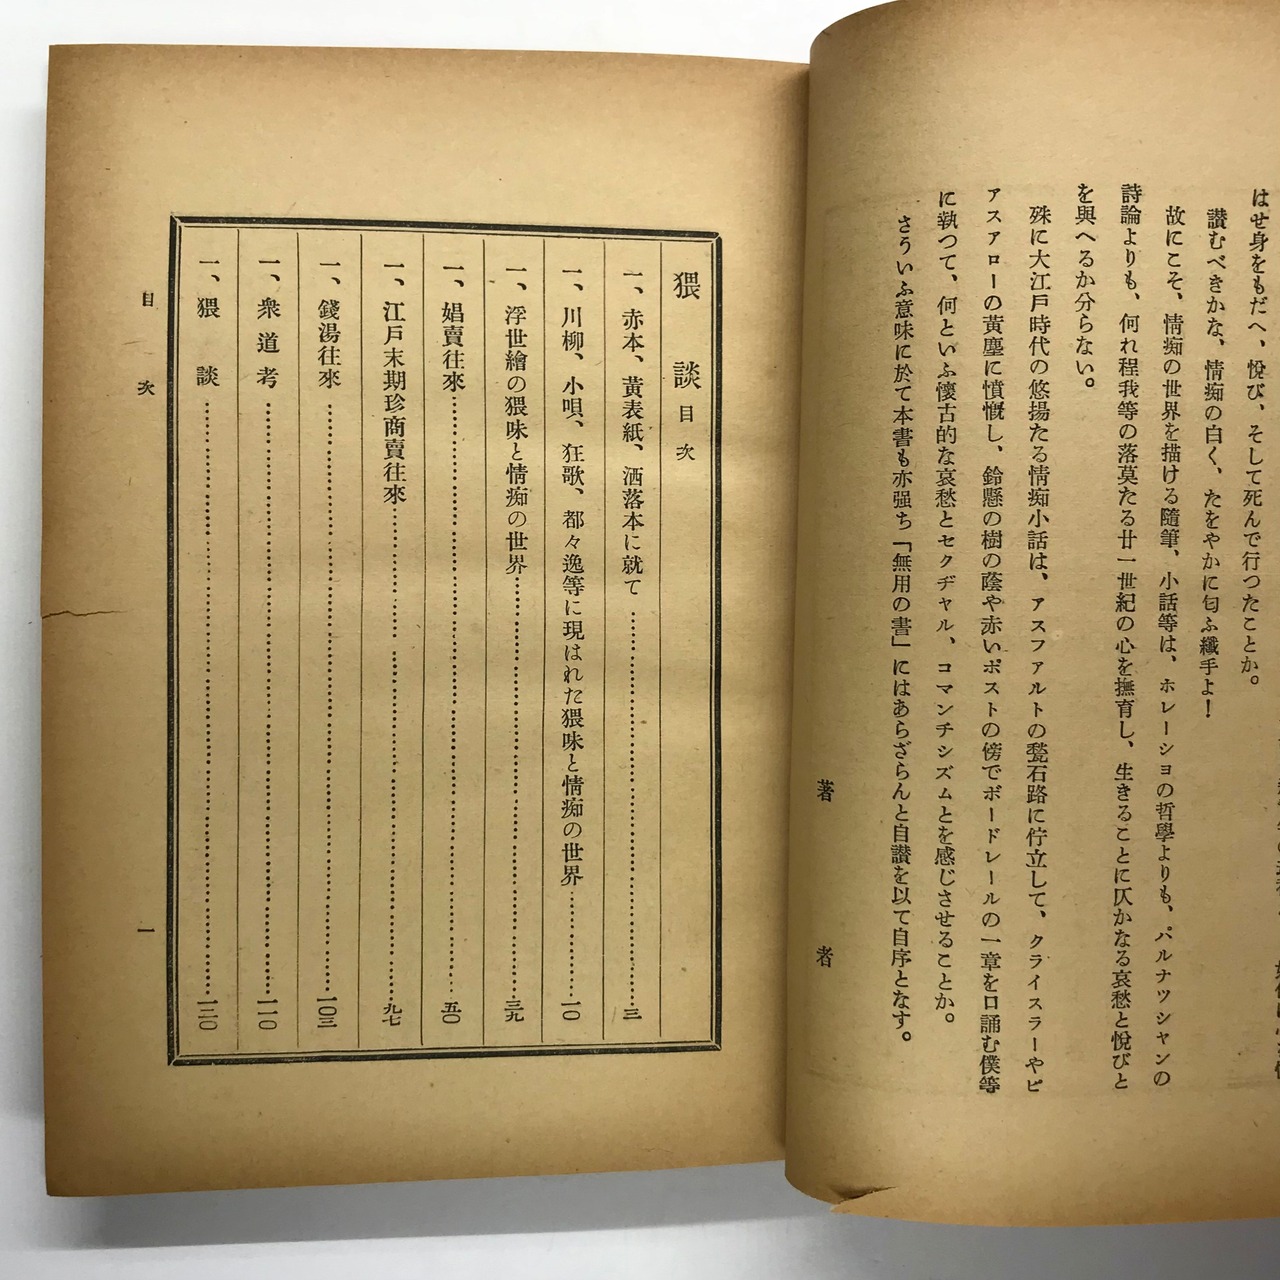 はせ身をもだへ、悅び、そして死んで行つたことか。
讃むべきかな、情痴の白く、たをやかに匂ふ纖手よ！
故にこそ、情痴の世界を描ける隨筆、小話等は、ホレーシヨの哲學よりも、パルナツシヤンの
詩論よりも、何れ程我等の落莫たる廿一世紀の心を撫育し、生きることに仄かなる哀愁と悅びと
を與へるか分らない。
殊に大江戸時代の悠揚たる情痴小話は、アスフアルトの甃石路に佇立して、クライスラーやピ
アスアローの黃塵に憤慨し、鈴懸の樹の蔭や赤いポストの傍でボードレールの一章を口誦む僕等
に執つて、何といふ懷古的な哀愁とセクヂヤル、コマンチシズムとを感じさせることか。
さういふ意味に於て本書も亦强ち「無用の書」にはあらざらんと自讃を以て自序となす。
著者
猥談目次
一、赤本、黃表紙、洒落本に就て……三
一、川柳、小唄、狂歌、都々逸等に現はれた猥味と情痴の世界……一〇
一、浮世繪の猥味と情痴の世界……三九
一、娼賣往來……五〇
一、江戸末期珍商賣往來……九七
一、錢湯往來……一〇三
一、衆道考……一一〇
一、猥談……一二〇
目次
一